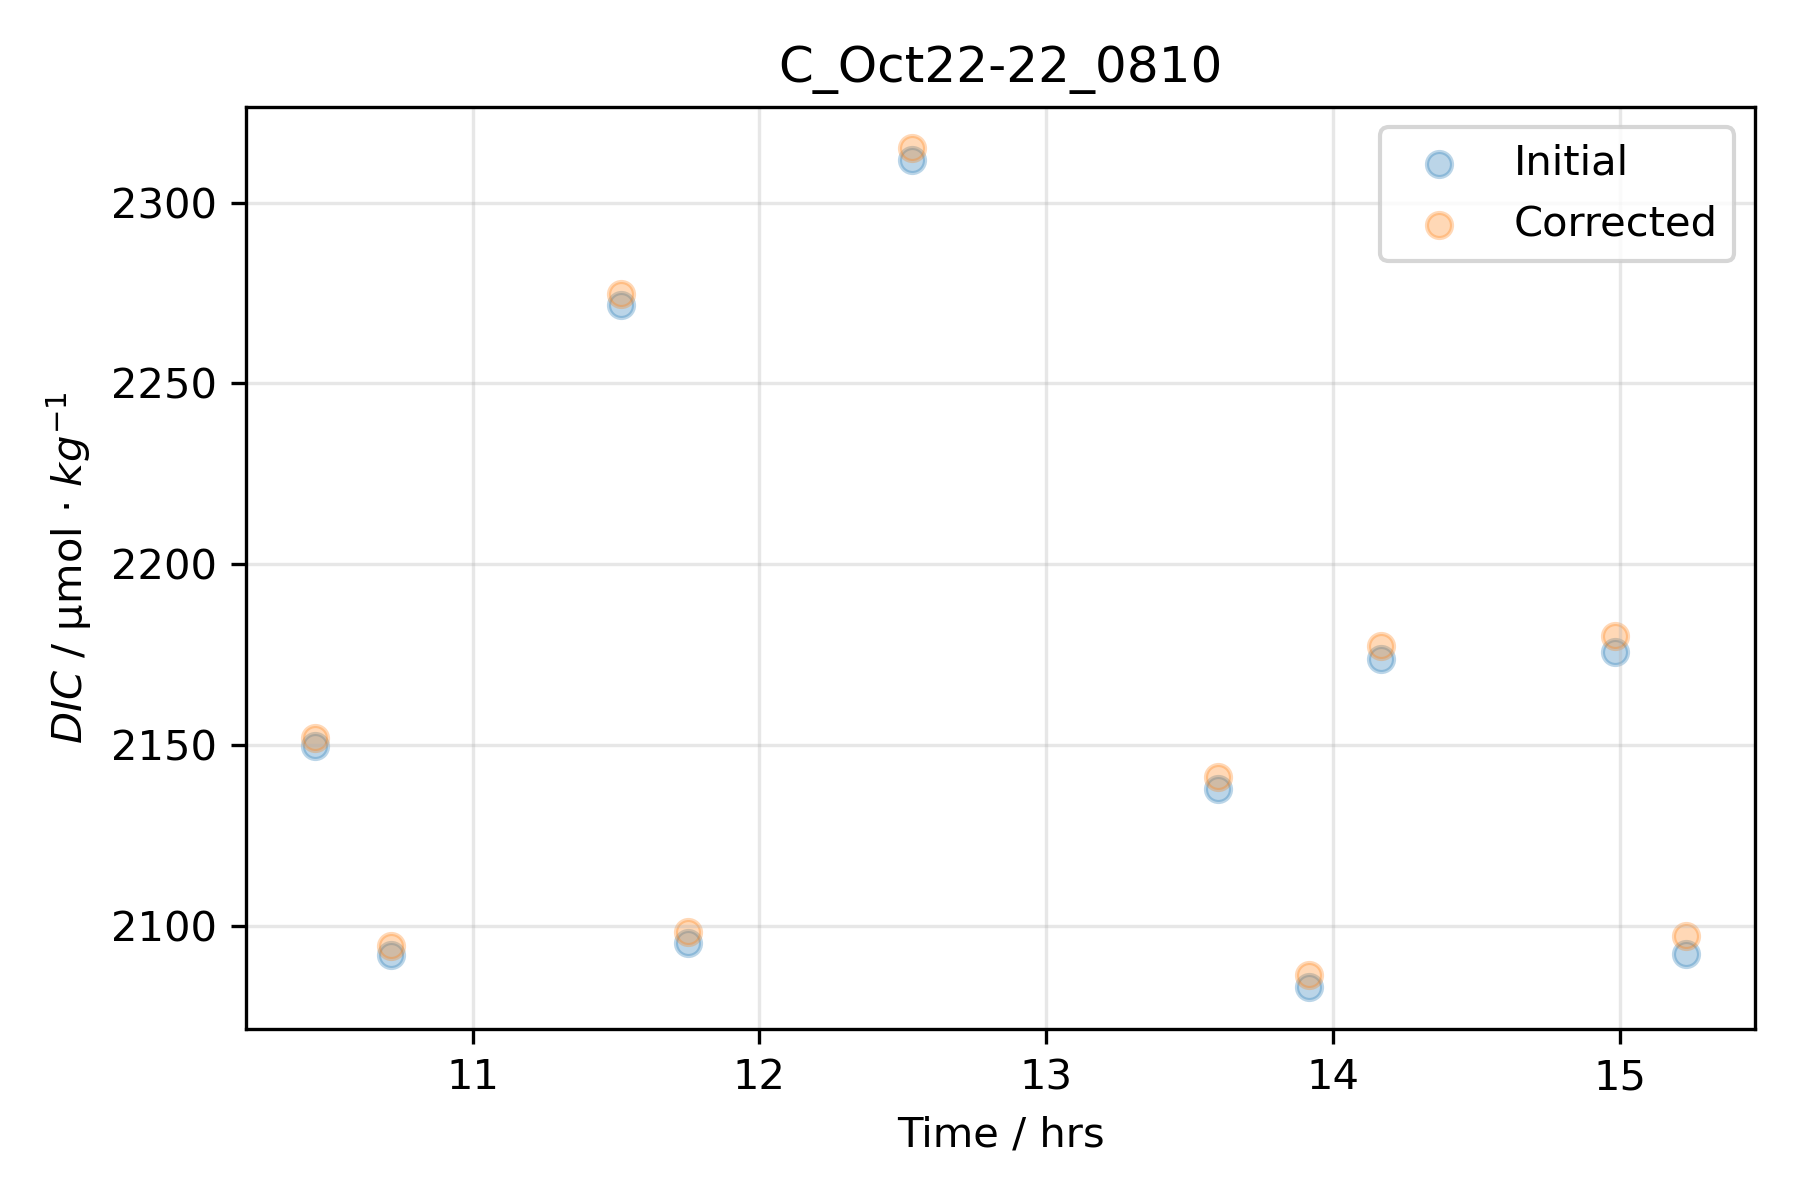 C_Oct22-22_0810
DIC / µmol · kg⁻¹
2300
2250
2200
2150
2100
Initial
Corrected
11 12 13 14 15
Time / hrs